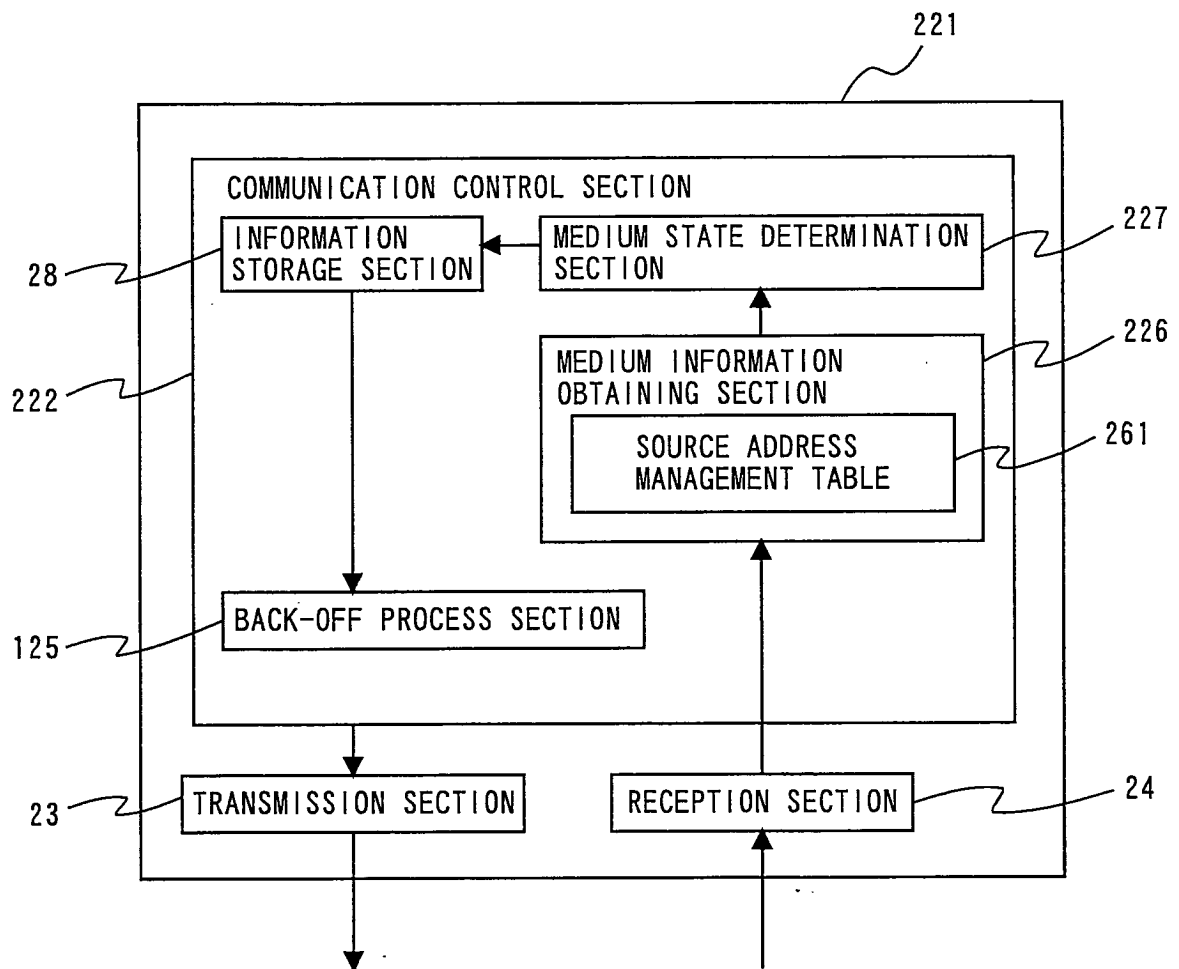 221
COMMUNICATION CONTROL SECTION
INFORMATION
STORAGE SECTION
MEDIUM STATE DETERMINATION
SECTION
227
28
MEDIUM INFORMATION
OBTAINING SECTION
226
222
SOURCE ADDRESS
MANAGEMENT TABLE
261
BACK-OFF PROCESS SECTION
125
TRANSMISSION SECTION
23
RECEPTION SECTION
24